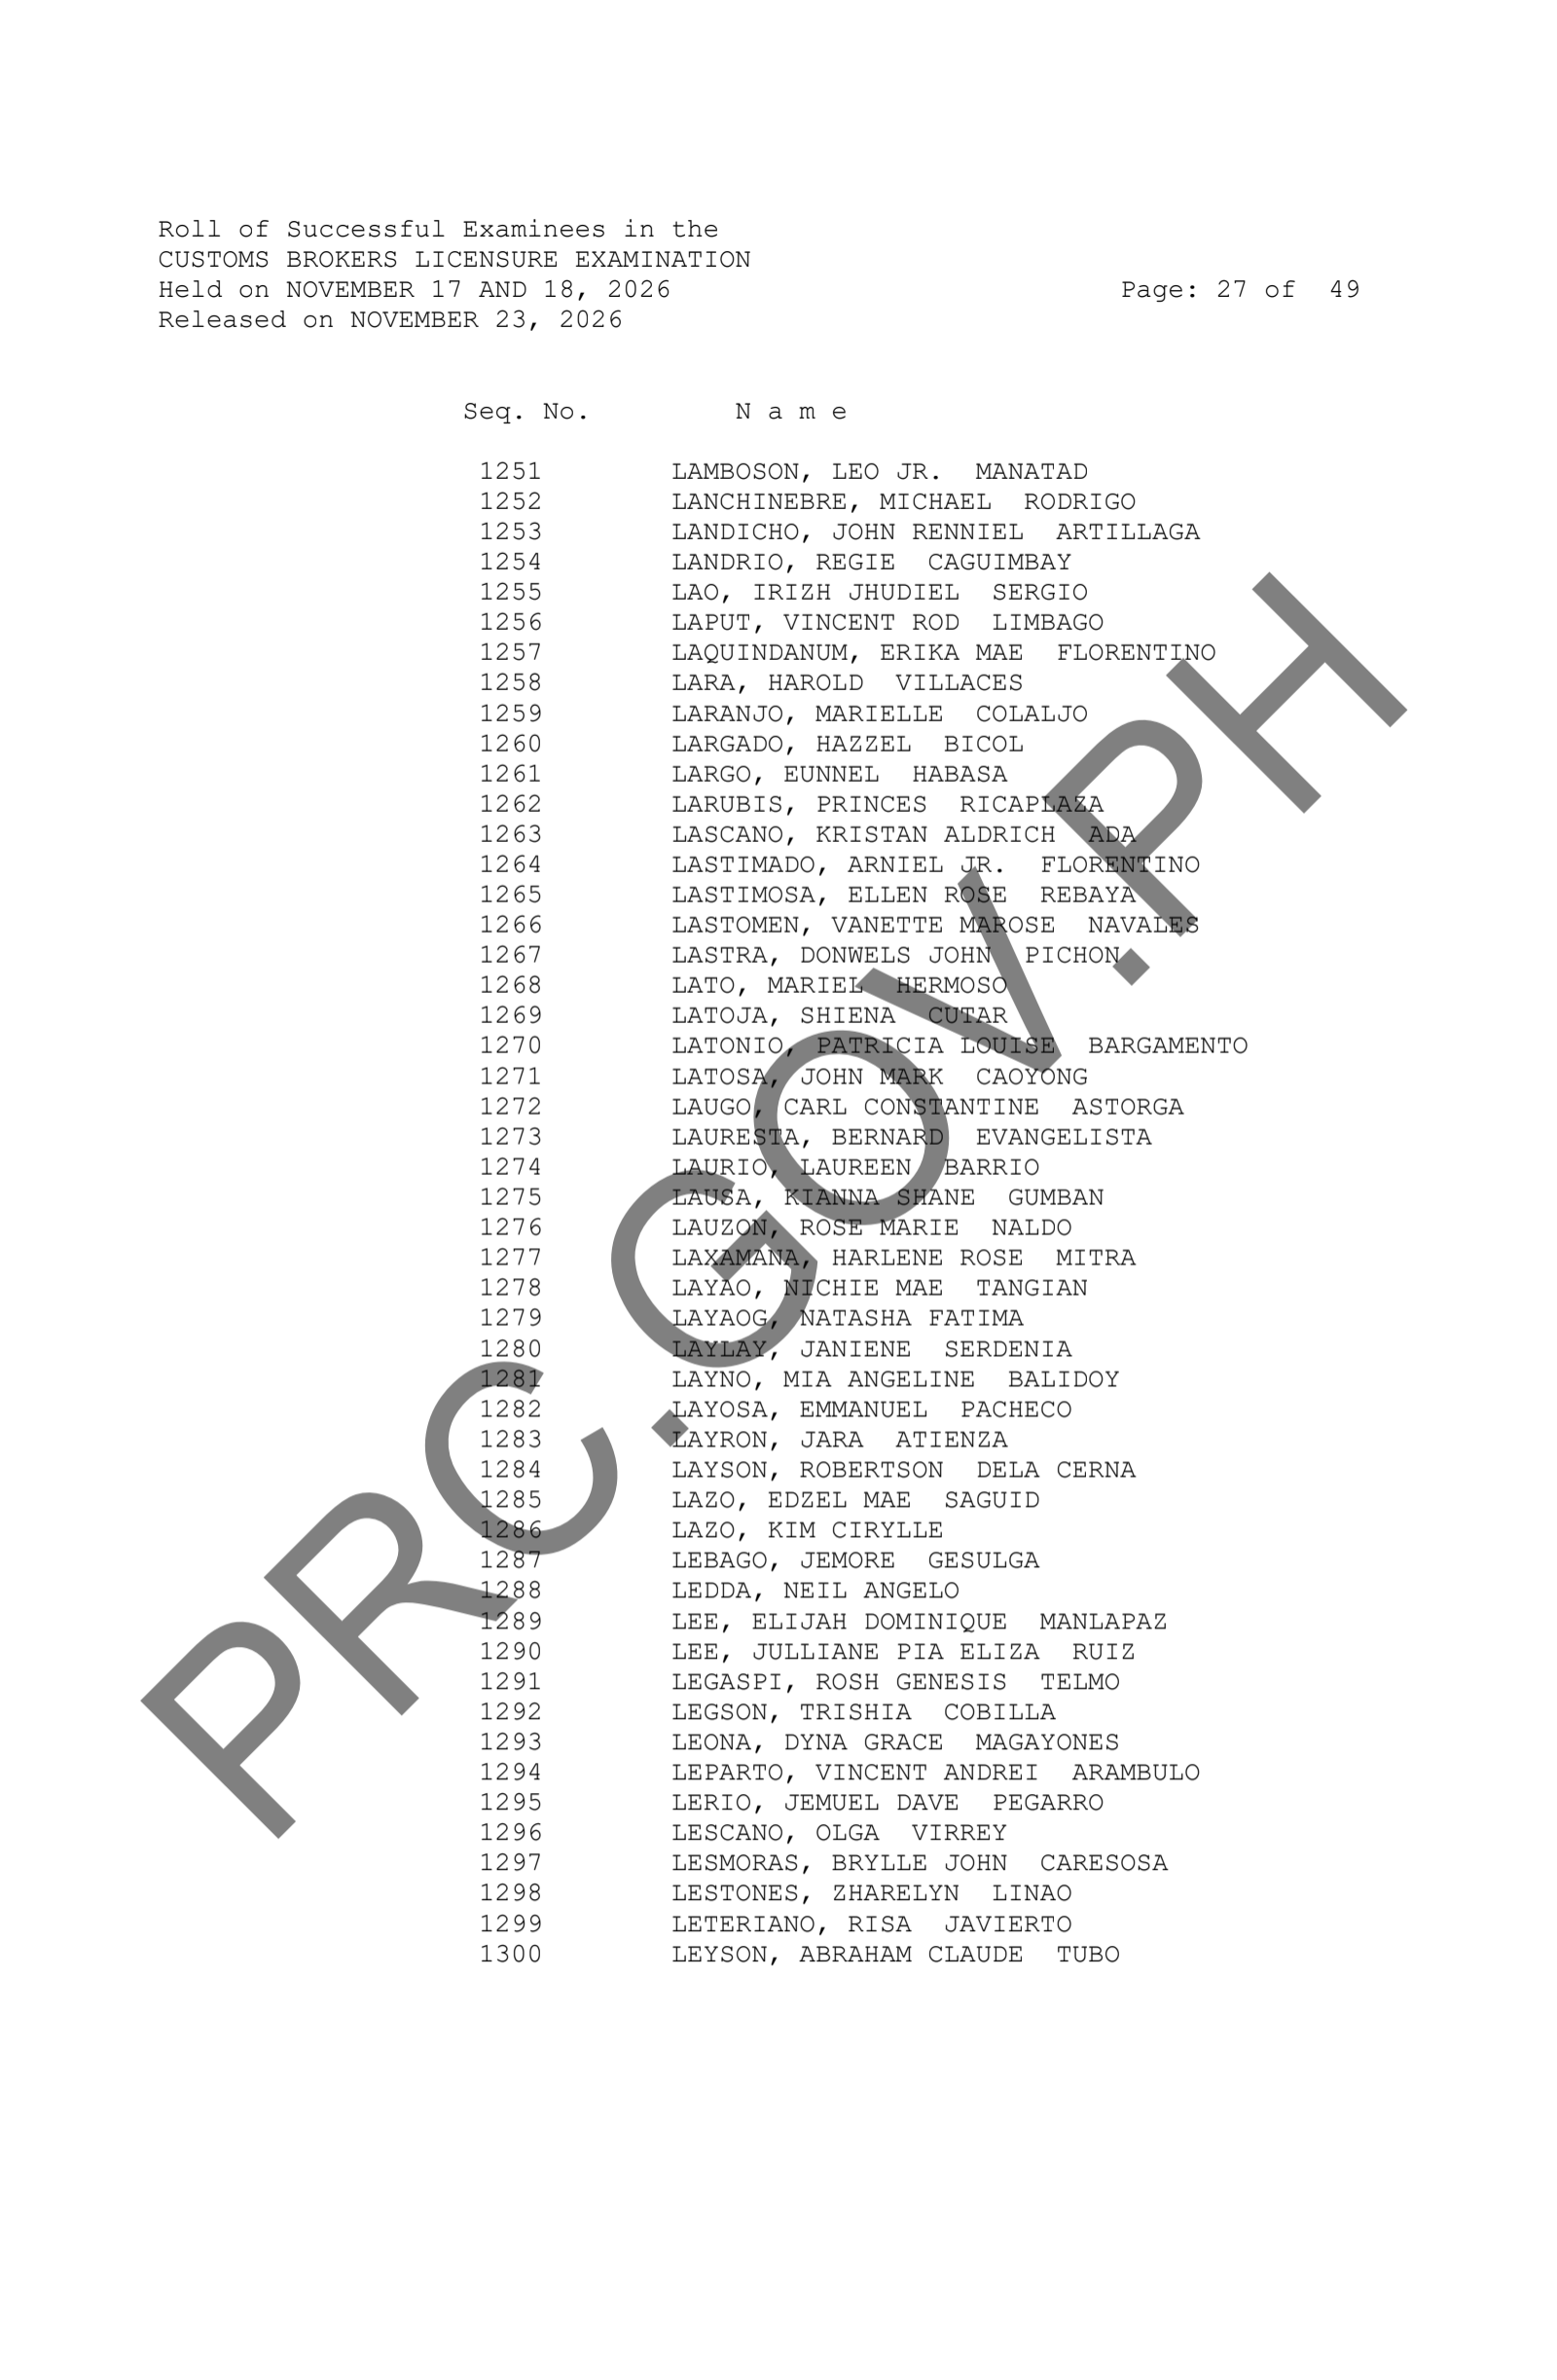 Roll of Successful Examinees in the
CUSTOMS BROKERS LICENSURE EXAMINATION
Held on NOVEMBER 17 AND 18, 2026 Page: 27 of 49
Released on NOVEMBER 23, 2026
Seq. No. N a m e
1251 LAMBOSON, LEO JR. MANATAD
1252 LANCHINEBRE, MICHAEL RODRIGO
1253 LANDICHO, JOHN RENNIEL ARTILLAGA
1254 LANDRIO, REGIE CAGUIMBAY
1255 LAO, IRIZH JHUDIEL SERGIO
1256 LAPUT, VINCENT ROD LIMBAGO
1257 LAQUINDANUM, ERIKA MAE FLORENTINO
1258 LARA, HAROLD VILLACES
1259 LARANJO, MARIELLE COLALJO
1260 LARGADO, HAZZEL BICOL
1261 LARGO, EUNNEL HABASA
1262 LARUBIS, PRINCES RICAPLAZA
1263 LASCANO, KRISTAN ALDRICH ADA
1264 LASTIMADO, ARNIEL JR. FLORENTINO
1265 LASTIMOSA, ELLEN ROSE REBAYA
1266 LASTOMEN, VANETTE MAROSE NAVALES
1267 LASTRA, DONWELS JOHN PICHON
1268 LATO, MARIEL HERMOSO
1269 LATOJA, SHIENA CUTAR
1270 LATONIO, PATRICIA LOUISE BARGAMENTO
1271 LATOSA, JOHN MARK CAOYONG
1272 LAUGO, CARL CONSTANTINE ASTORGA
1273 LAURESTA, BERNARD EVANGELISTA
1274 LAURIO, LAUREEN BARRIO
1275 LAUSA, KIANNA SHANE GUMBAN
1276 LAUZON, ROSE MARIE NALDO
1277 LAXAMANA, HARLENE ROSE MITRA
1278 LAYAO, NICHIE MAE TANGIAN
1279 LAYAOG, NATASHA FATIMA
1280 LAYLAY, JANIENE SERDENIA
1281 LAYNO, MIA ANGELINE BALIDOY
1282 LAYOSA, EMMANUEL PACHECO
1283 LAYRON, JARA ATIENZA
1284 LAYSON, ROBERTSON DELA CERNA
1285 LAZO, EDZEL MAE SAGUID
1286 LAZO, KIM CIRYLLE
1287 LEBAGO, JEMORE GESULGA
1288 LEDDA, NEIL ANGELO
1289 LEE, ELIJAH DOMINIQUE MANLAPAZ
1290 LEE, JULLIANE PIA ELIZA RUIZ
1291 LEGASPI, ROSH GENESIS TELMO
1292 LEGSON, TRISHIA COBILLA
1293 LEONA, DYNA GRACE MAGAYONES
1294 LEPARTO, VINCENT ANDREI ARAMBULO
1295 LERIO, JEMUEL DAVE PEGARRO
1296 LESCANO, OLGA VIRREY
1297 LESMORAS, BRYLLE JOHN CARESOSA
1298 LESTONES, ZHARELYN LINAO
1299 LETERIANO, RISA JAVIERTO
1300 LEYSON, ABRAHAM CLAUDE TUBO
PRC.GOV.PH